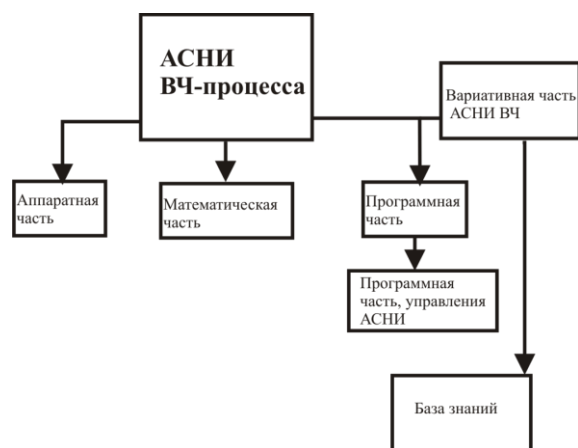 АСНИ
ВЧ-процесса
Вариативная часть
АСНИ ВЧ
Аппаратная
часть
Математическая
часть
Программная
часть
Программная
часть, управления
АСНИ
База знаний